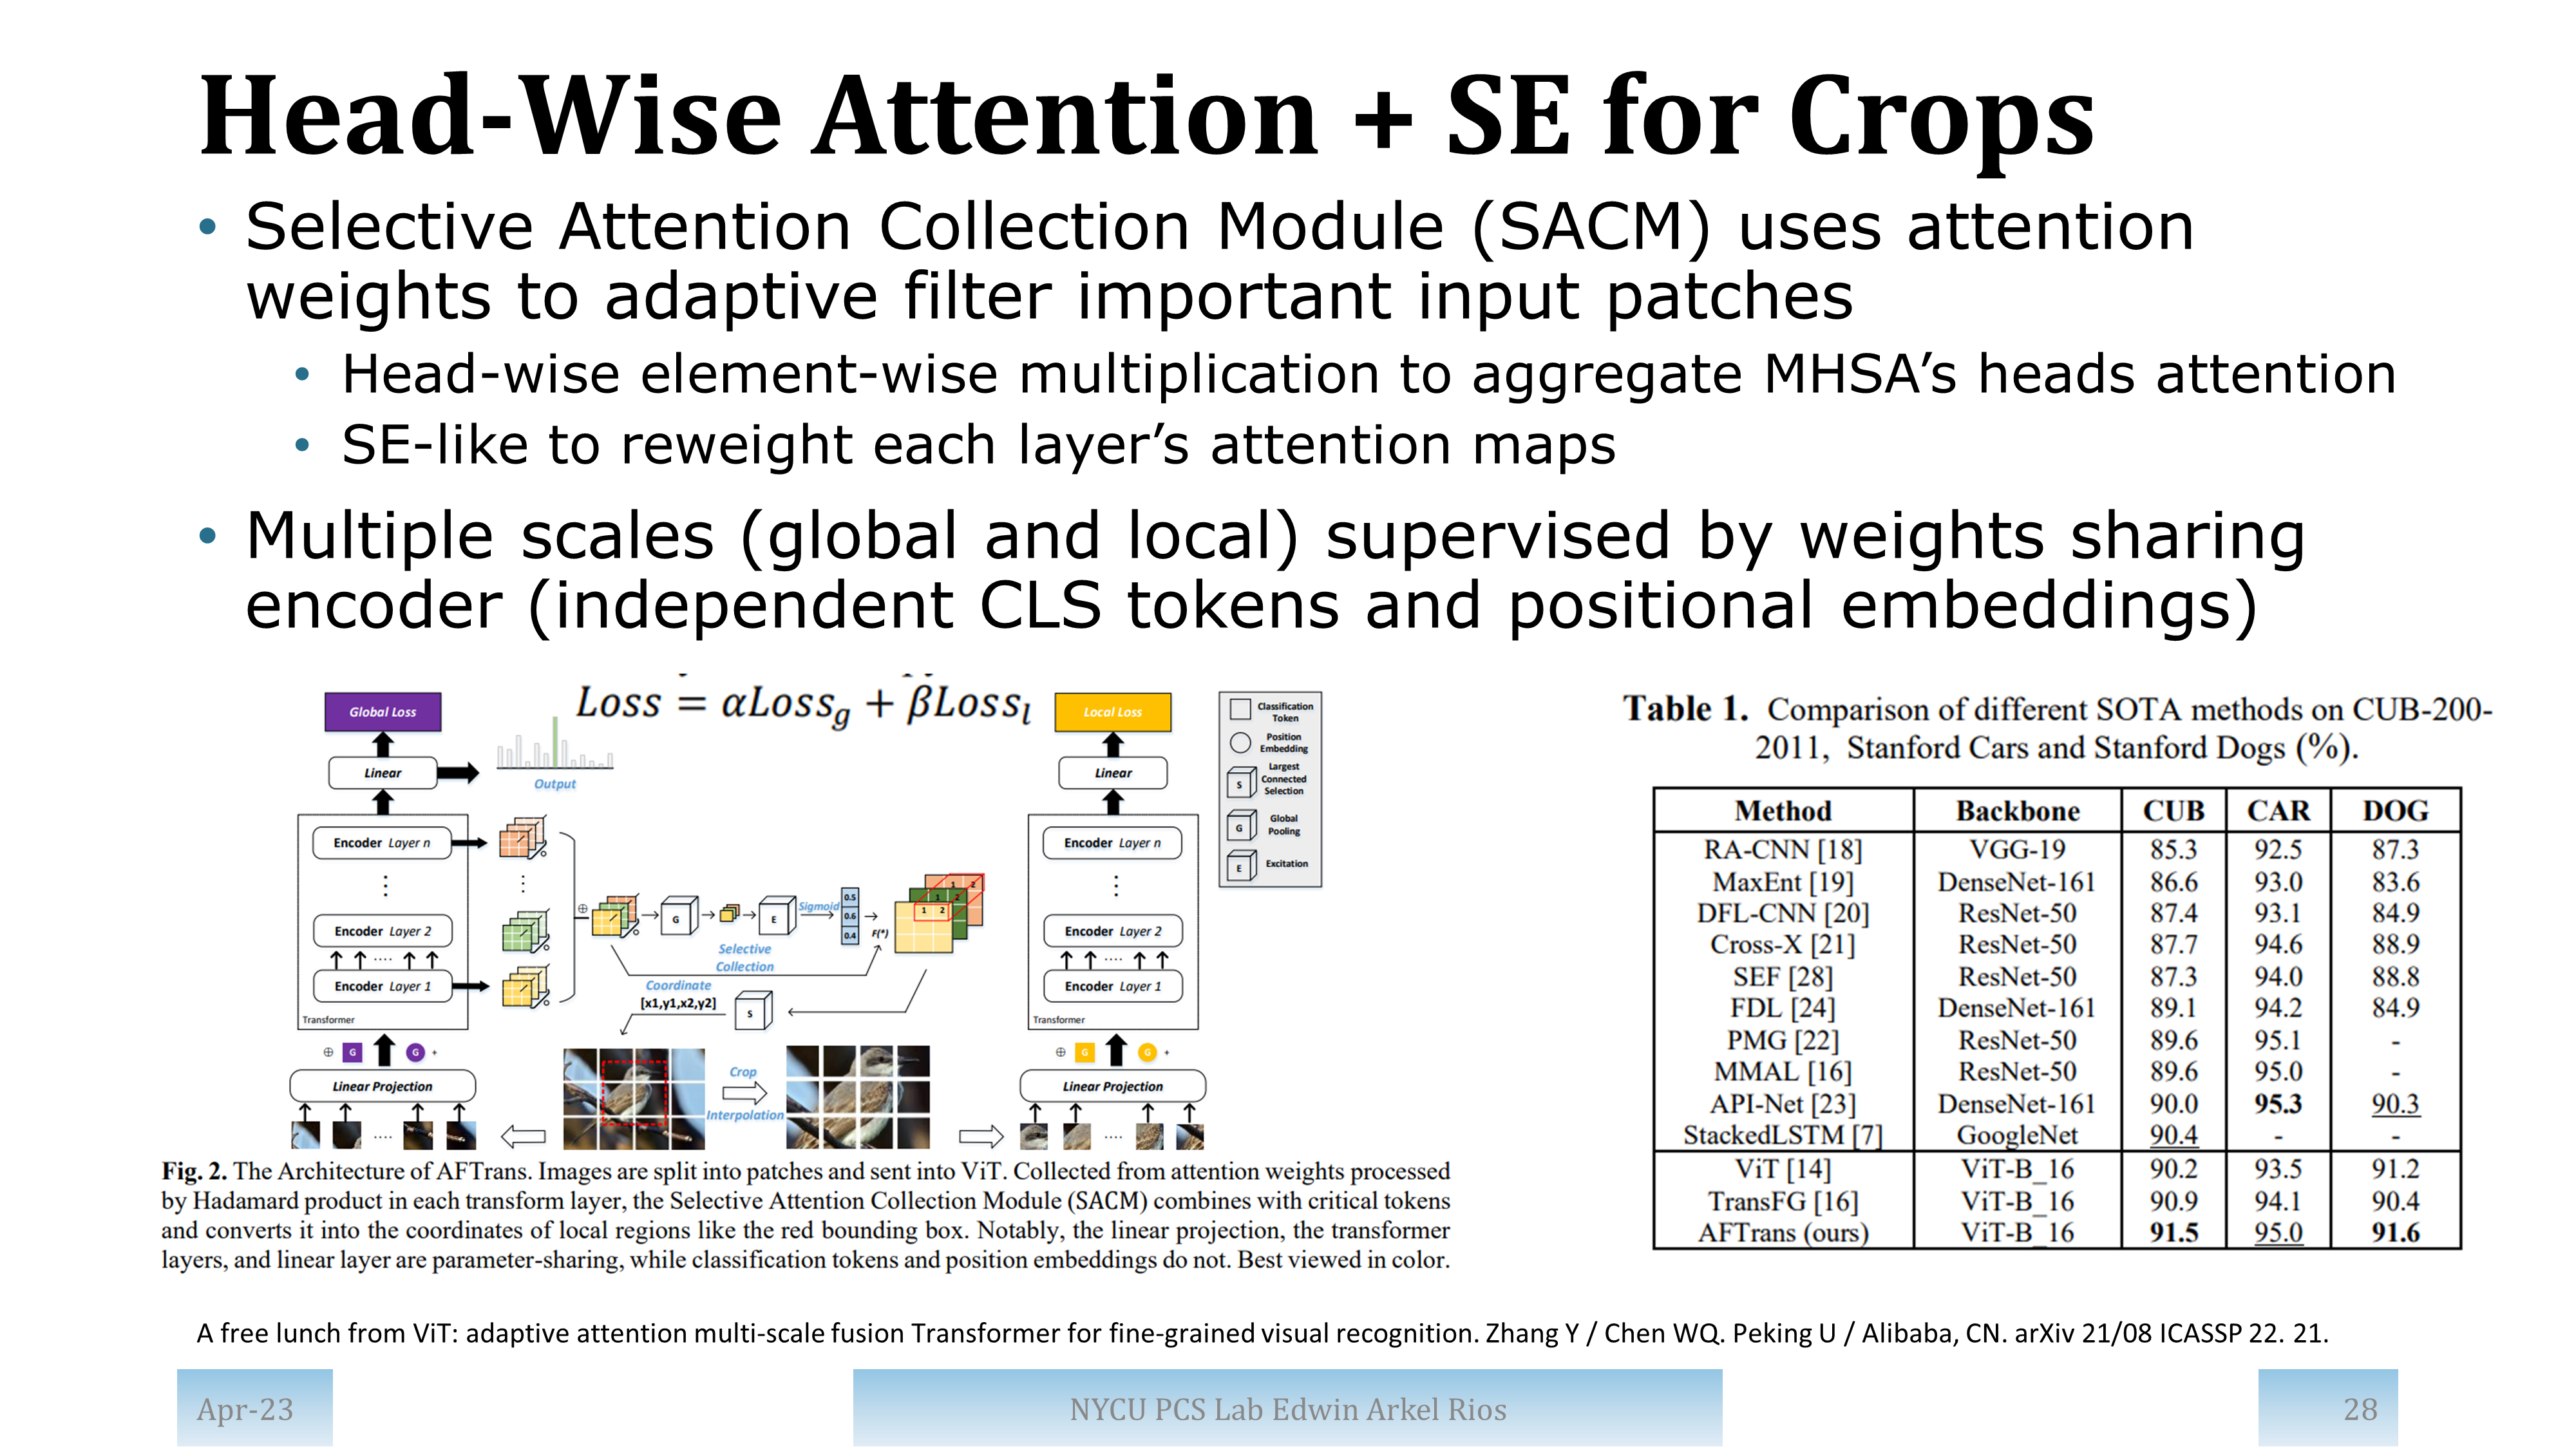 Head-Wise Attention + SE for Crops
• Selective Attention Collection Module (SACM) uses attention
weights to adaptive filter important input patches
• Head-wise element-wise multiplication to aggregate MHSA’s heads attention
• SE-like to reweight each layer’s attention maps
• Multiple scales (global and local) supervised by weights sharing
encoder (independent CLS tokens and positional embeddings)
Loss = αLoss_g + βLoss_l
Global Loss
Linear
Output
Encoder Layer n
⋮
Encoder Layer 2
....
Encoder Layer 1
Transformer
⊕ G G +
Linear Projection
....
⋮
⊕
G
E
Sigmoid
0.5
0.6
0.4
F(*)
1 2
1 2
1 2
Selective
Collection
Coordinate
[x1,y1,x2,y2]
S
Crop
Interpolation
Local Loss
Linear
Encoder Layer n
⋮
Encoder Layer 2
....
Encoder Layer 1
Transformer
⊕ G G +
Linear Projection
....
Classification
Token
Position
Embedding
S Largest
Connected
Selection
G Global
Pooling
E Excitation
Fig. 2. The Architecture of AFTrans. Images are split into patches and sent into ViT. Collected from attention weights processed
by Hadamard product in each transform layer, the Selective Attention Collection Module (SACM) combines with critical tokens
and converts it into the coordinates of local regions like the red bounding box. Notably, the linear projection, the transformer
layers, and linear layer are parameter-sharing, while classification tokens and position embeddings do not. Best viewed in color.
Table 1. Comparison of different SOTA methods on CUB-200-
2011, Stanford Cars and Stanford Dogs (%).
Method Backbone CUB CAR DOG
RA-CNN [18] VGG-19 85.3 92.5 87.3
MaxEnt [19] DenseNet-161 86.6 93.0 83.6
DFL-CNN [20] ResNet-50 87.4 93.1 84.9
Cross-X [21] ResNet-50 87.7 94.6 88.9
SEF [28] ResNet-50 87.3 94.0 88.8
FDL [24] DenseNet-161 89.1 94.2 84.9
PMG [22] ResNet-50 89.6 95.1 -
MMAL [16] ResNet-50 89.6 95.0 -
API-Net [23] DenseNet-161 90.0 95.3 90.3
StackedLSTM [7] GoogleNet 90.4 - -
ViT [14] ViT-B_16 90.2 93.5 91.2
TransFG [16] ViT-B_16 90.9 94.1 90.4
AFTrans (ours) ViT-B_16 91.5 95.0 91.6
A free lunch from ViT: adaptive attention multi-scale fusion Transformer for fine-grained visual recognition. Zhang Y / Chen WQ. Peking U / Alibaba, CN. arXiv 21/08 ICASSP 22. 21.
Apr-23
NYCU PCS Lab Edwin Arkel Rios
28